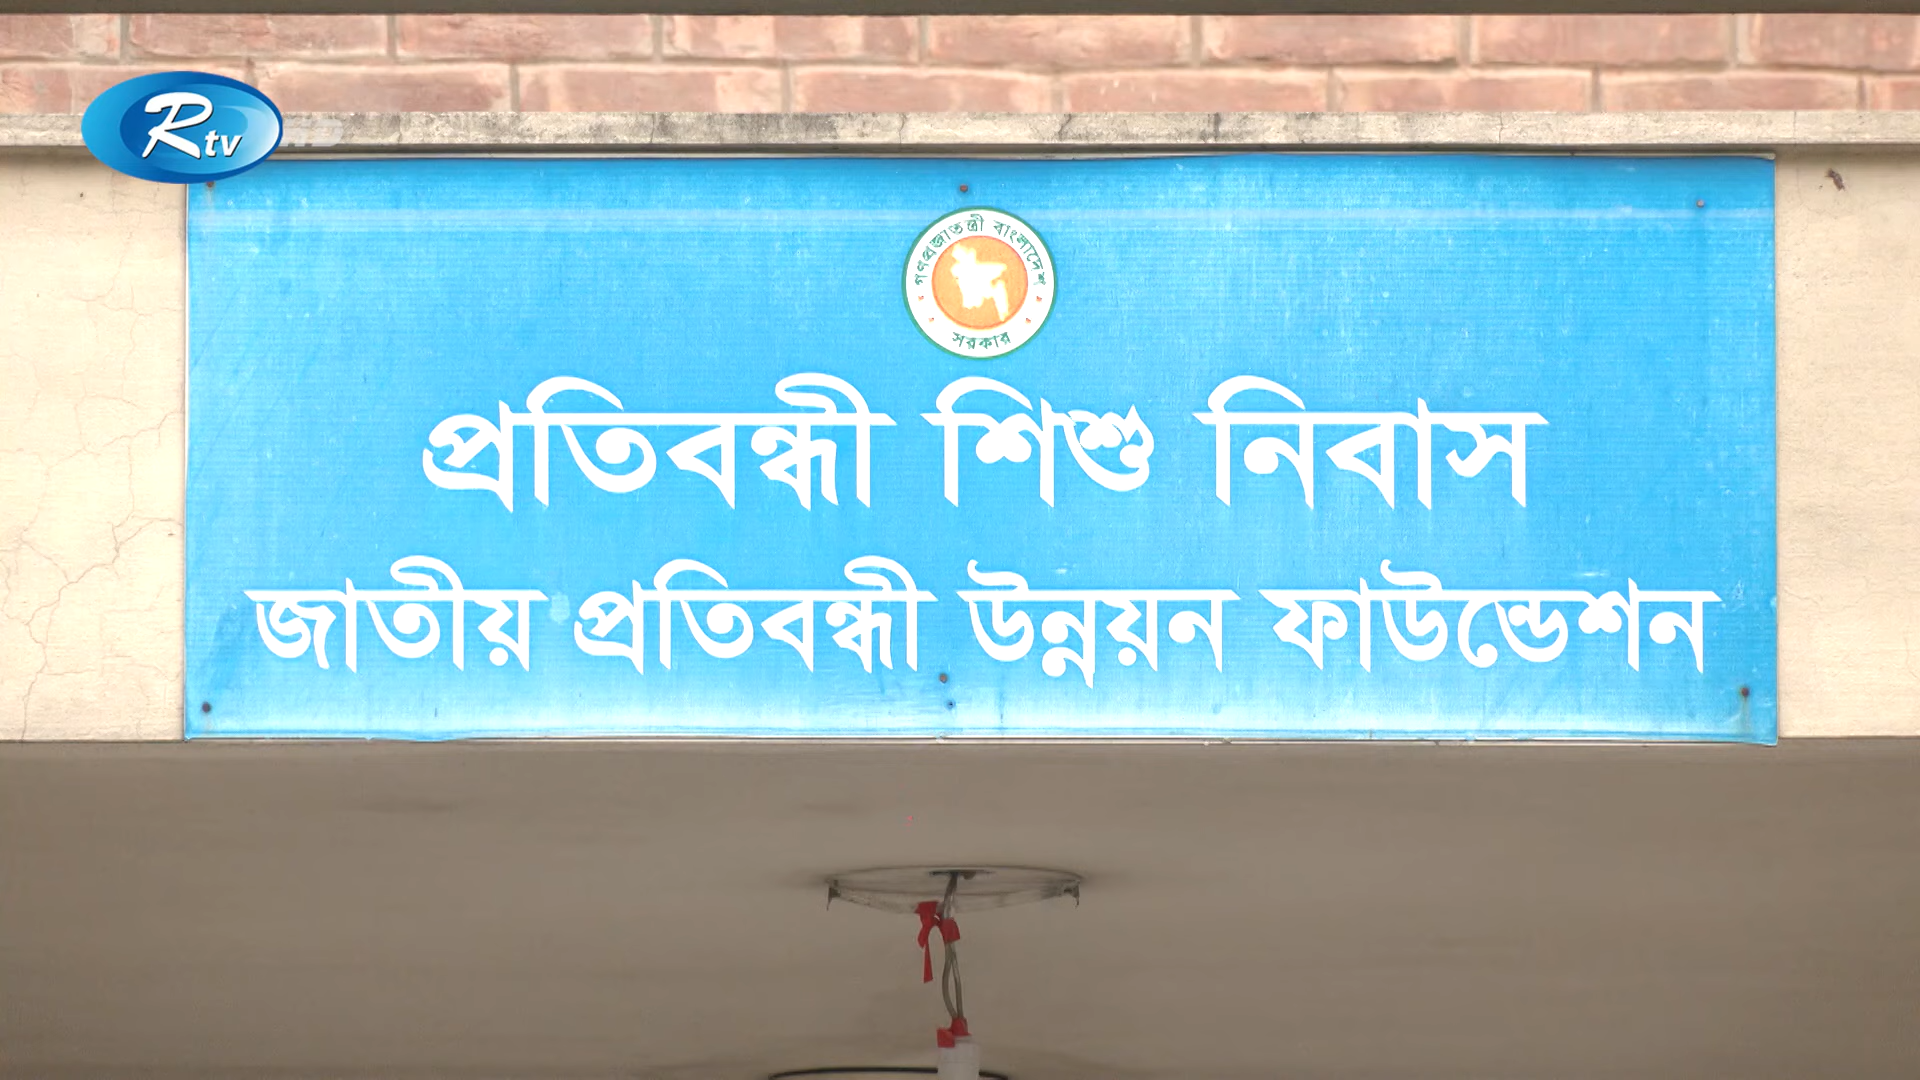 Rtv
গণপ্রজাতন্ত্রী বাংলাদেশ
সরকার
প্রতিবন্ধী শিশু নিবাস
জাতীয় প্রতিবন্ধী উন্নয়ন ফাউন্ডেশন